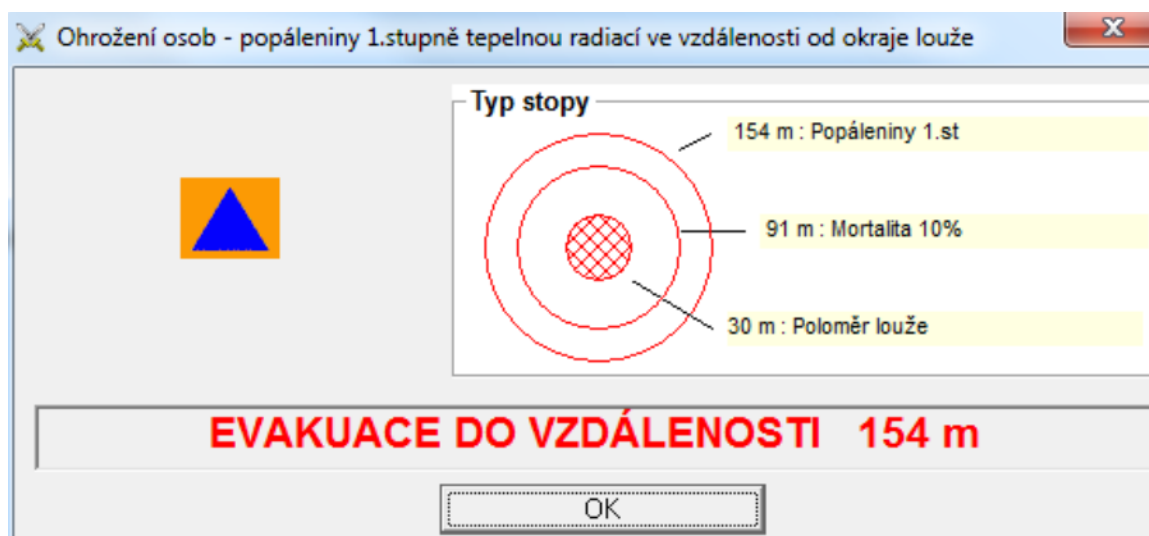 Ohrožení osob - popáleniny 1.stupně tepelnou radiací ve vzdálenosti od okraje louže
Typ stopy
154 m : Popáleniny 1.st
91 m : Mortalita 10%
30 m : Poloměr louže
EVAKUACE DO VZDÁLENOSTI 154 m
OK